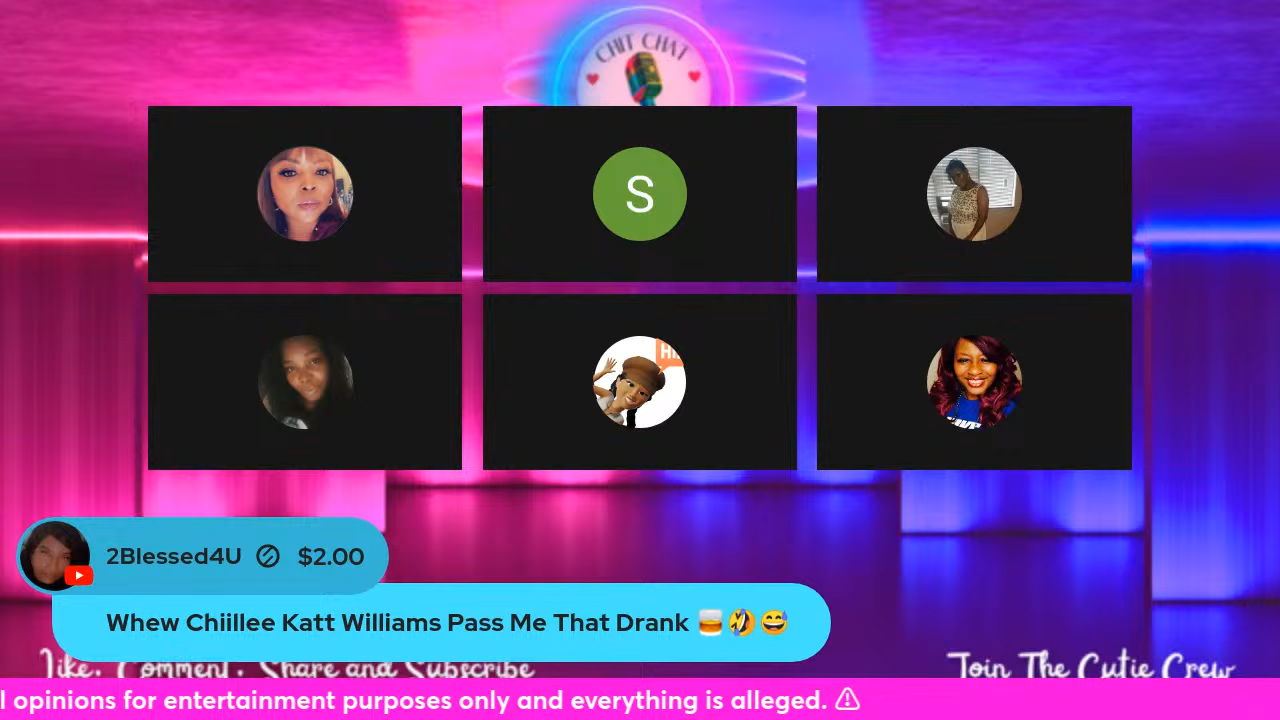 CHIT CHAT
S
HI
2Blessed4U $2.00
Whew Chiillee Katt Williams Pass Me That Drank 🥃🤣😅
Like. Comment. Share and Subscribe
Join The Cutie Crew
l opinions for entertainment purposes only and everything is alleged. ⚠